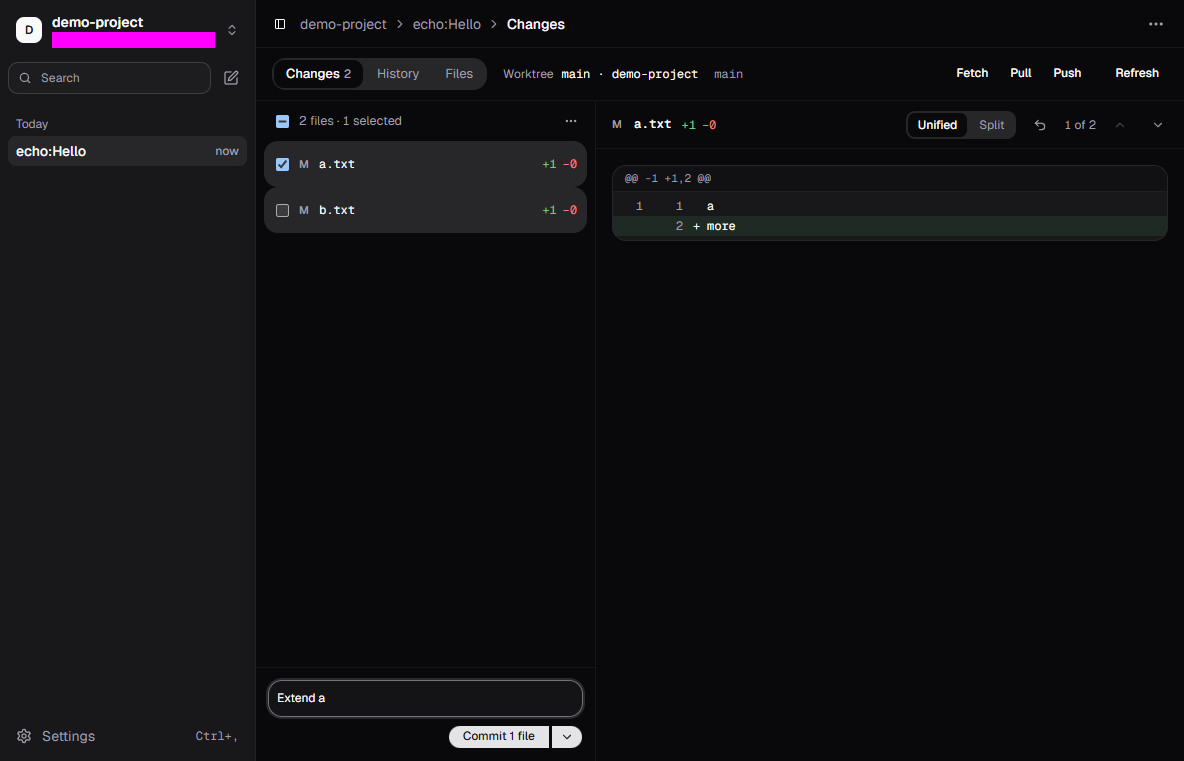 D
demo-project
Search
Today
echo:Hello now
Settings Ctrl+,
demo-project > echo:Hello > Changes
Changes 2 History Files Worktree main · demo-project main Fetch Pull Push Refresh
2 files · 1 selected
M a.txt +1 −0
M b.txt +1 −0
Extend a
Commit 1 file
M a.txt +1 −0 Unified Split 1 of 2
@@ -1 +1,2 @@
1 1 a
2 + more